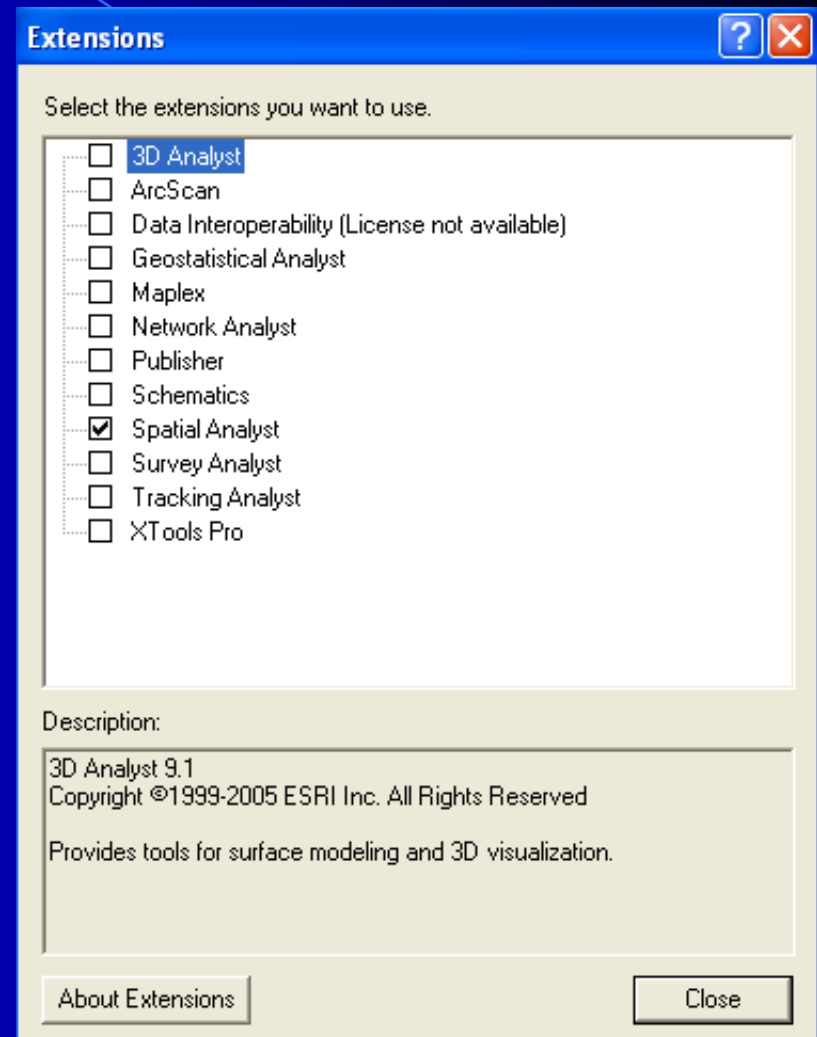 Extensions
Select the extensions you want to use.
3D Analyst
ArcScan
Data Interoperability (License not available)
Geostatistical Analyst
Maplex
Network Analyst
Publisher
Schematics
Spatial Analyst
Survey Analyst
Tracking Analyst
XTools Pro
Description:
3D Analyst 9.1
Copyright ©1999-2005 ESRI Inc. All Rights Reserved
Provides tools for surface modeling and 3D visualization.
About Extensions
Close